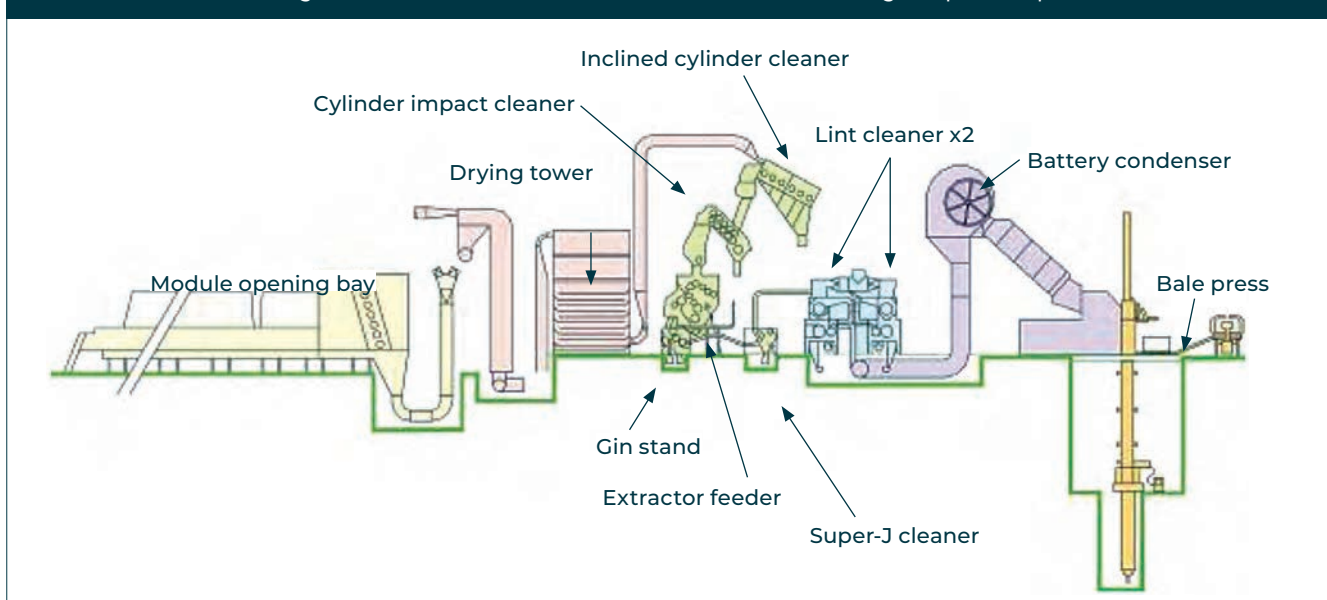 Inclined cylinder cleaner
Cylinder impact cleaner
Lint cleaner x2
Battery condenser
Drying tower
Module opening bay
Bale press
Gin stand
Extractor feeder
Super-J cleaner